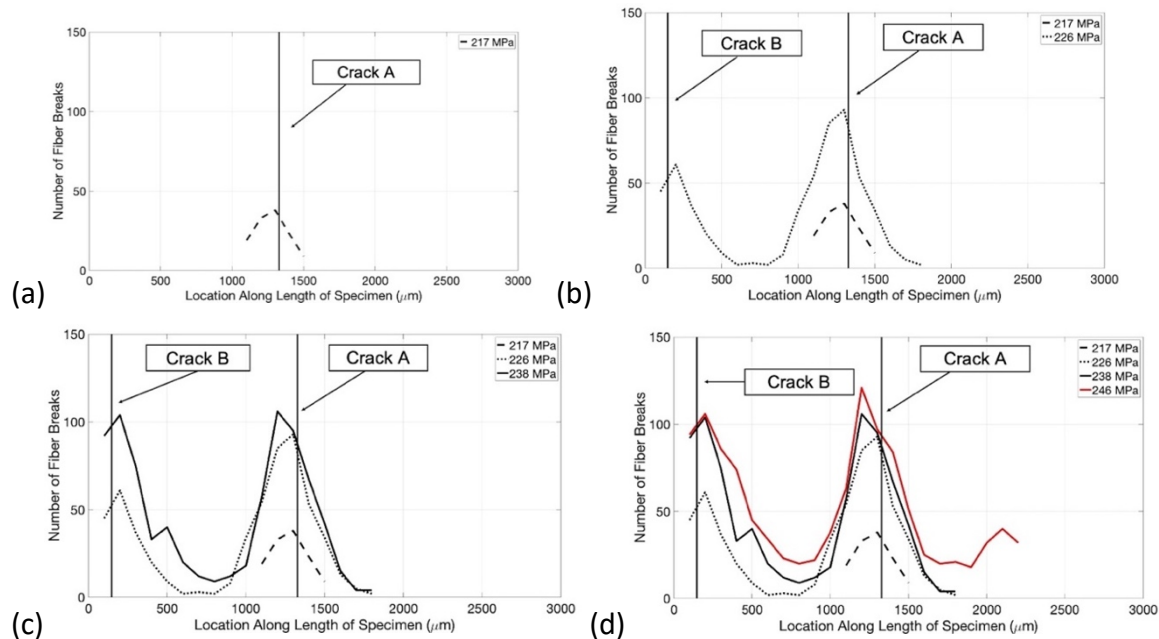 150
217 MPa
Crack A
100
50
0
Number of Fiber Breaks
0 500 1000 1500 2000 2500 3000
Location Along Length of Specimen (μm)
(a)
150
217 MPa
226 MPa
Crack B
Crack A
100
50
0
Number of Fiber Breaks
0 500 1000 1500 2000 2500 3000
Location Along Length of Specimen (μm)
(b)
150
217 MPa
226 MPa
238 MPa
Crack B
Crack A
100
50
0
Number of Fiber Breaks
0 500 1000 1500 2000 2500 3000
Location Along Length of Specimen (μm)
(c)
150
217 MPa
226 MPa
238 MPa
246 MPa
Crack B
Crack A
100
50
0
Number of Fiber Breaks
0 500 1000 1500 2000 2500 3000
Location Along Length of Specimen (μm)
(d)